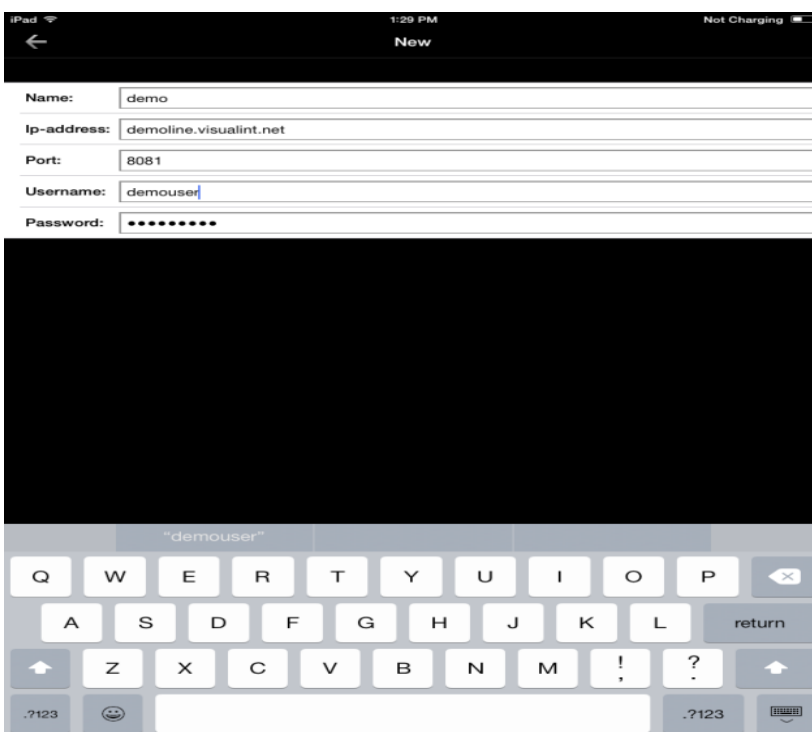 iPad 1:29 PM Not Charging
New
Name: demo
Ip-address: demoline.visualint.net
Port: 8081
Username: demouser
Password: •••••••••
"demouser"
Q W E R T Y U I O P
A S D F G H J K L return
Z X C V B N M ! , ? .
.?123 .?123